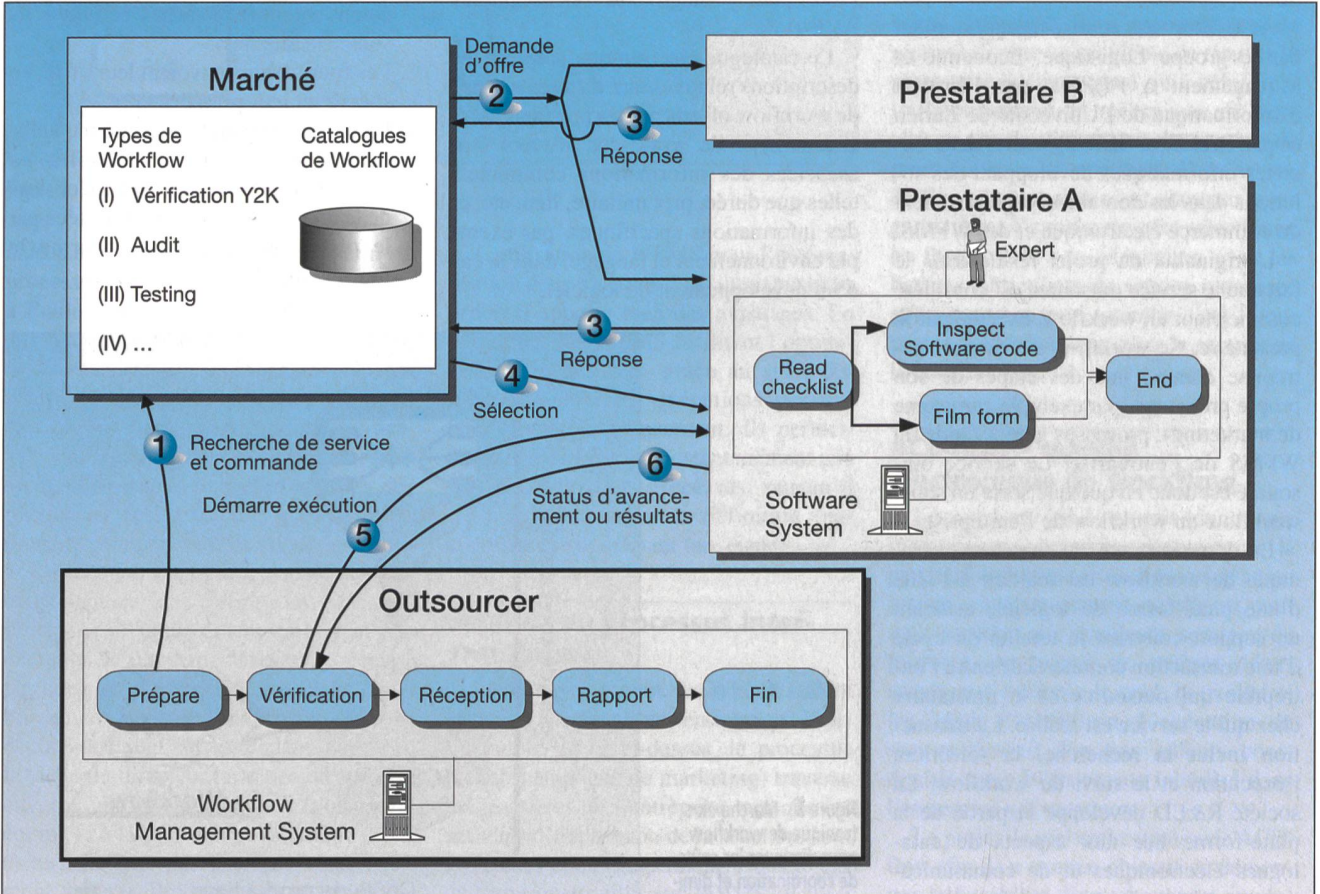 Marché
Types de
Workflow
Catalogues
de Workflow
(I) Vérification Y2K
(II) Audit
(III) Testing
(IV) ...
Demande
d'offre
2
3
Réponse
Prestataire B
Prestataire A
Expert
3
Réponse
4
Sélection
Read
checklist
Inspect
Software code
Film form
End
Software
System
1
Recherche de service
et commande
Démarre exécution
5
6
Status d'avance-
ment ou résultats
Outsourcer
Prépare
Vérification
Réception
Rapport
Fin
Workflow
Management System